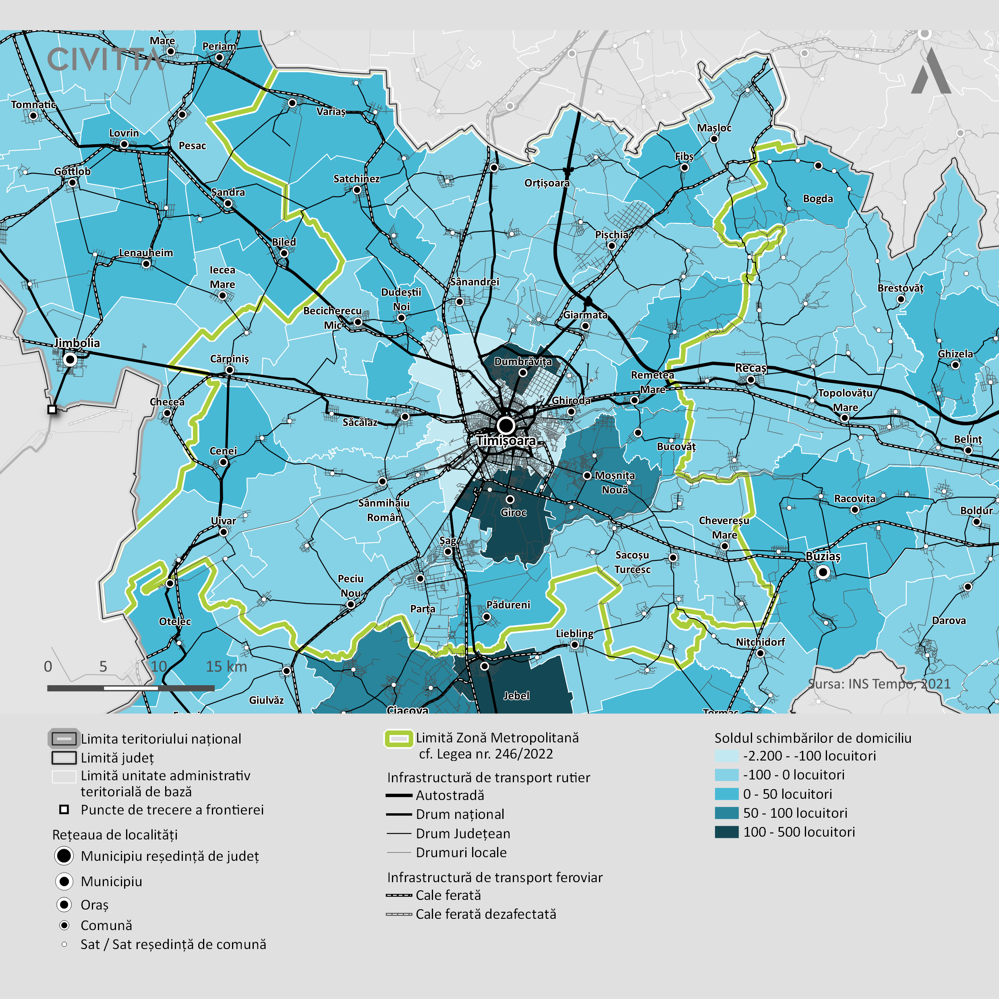 Mare
Periam
CIVITTA
Tomnatic
Variaș
Lovrin
Pesac
Mașloc
Fibș
Gottlob
Satchinez
Orțișoara
Șandra
Bogda
Pișchia
Biled
Lenauheim
Iecea
Mare
Sânandrei
Brestovăț
Dudeștii
Noi
Becicherecu
Mic
Giarmata
Jimbolia
Cărpiniș
Dumbrăvița
Ghizela
Recaș
Remetea
Mare
Topolovățu
Mare
Checea
Ghiroda
Săcălaz
Timișoara
Belinț
Bucovăț
Cenei
Moșnița
Nouă
Racovița
Sânmihaiu
Român
Giroc
Boldur
Uivar
Chevereșu
Mare
Șag
Sacoșu
Turcesc
Buziaș
Peciu
Nou
Parța
Pădureni
Otelec
Darova
Liebling
Nițchidorf
0 5 10 15 km
Sursa: INS Tempo, 2021
Giulvăz
Jebel
Ciacova
Tormac
Limita teritoriului național
Limită județ
Limită unitate administrativ
teritorială de bază
Puncte de trecere a frontierei
Rețeaua de localități
Municipiu reședință de județ
Municipiu
Oraș
Comună
Sat / Sat reședință de comună
Limită Zonă Metropolitană
cf. Legea nr. 246/2022
Infrastructură de transport rutier
Autostradă
Drum național
Drum Județean
Drumuri locale
Infrastructură de transport feroviar
Cale ferată
Cale ferată dezafectată
Soldul schimbărilor de domiciliu
-2.200 - -100 locuitori
-100 - 0 locuitori
0 - 50 locuitori
50 - 100 locuitori
100 - 500 locuitori